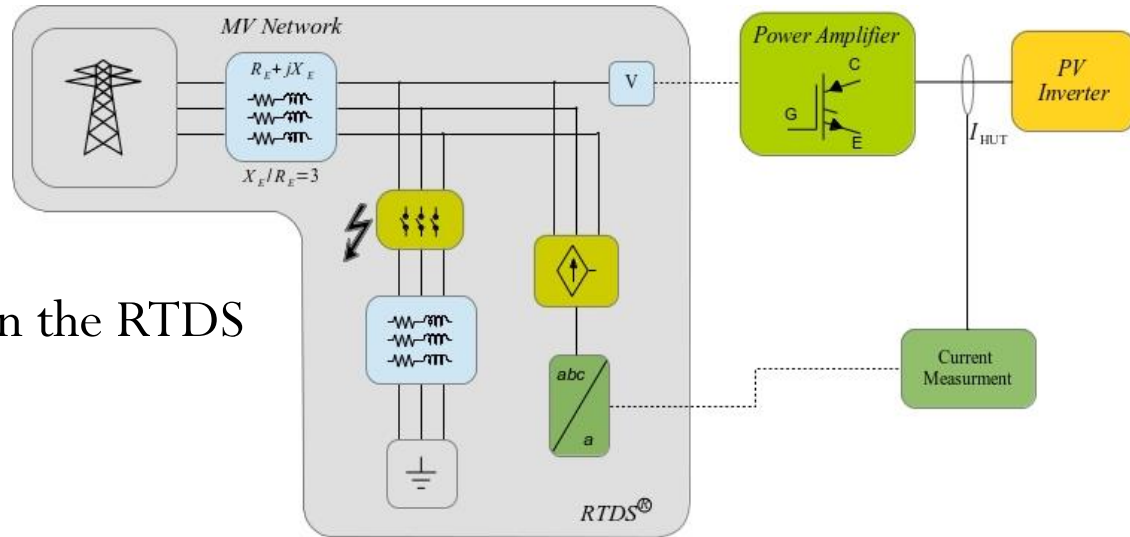 MV Network
R_E + jX_E
X_E / R_E = 3
V
Power Amplifier
C
G
E
PV
Inverter
I_HUT
n the RTDS
abc
a
Current
Measurment
RTDS®